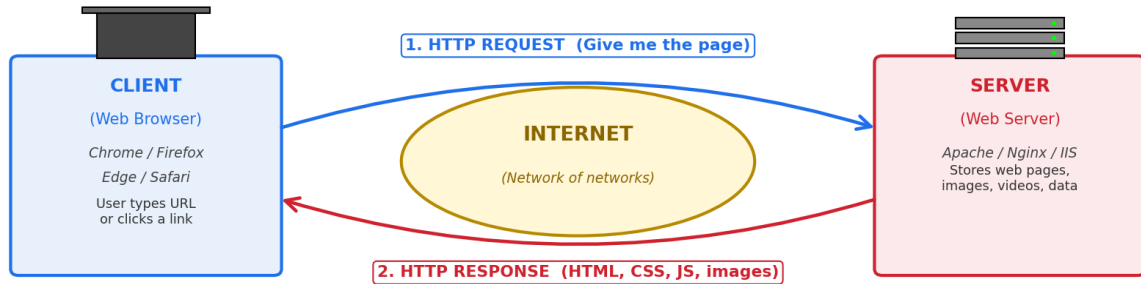 1. HTTP REQUEST (Give me the page)
CLIENT
(Web Browser)
Chrome / Firefox
Edge / Safari
User types URL
or clicks a link
INTERNET
(Network of networks)
SERVER
(Web Server)
Apache / Nginx / IIS
Stores web pages,
images, videos, data
2. HTTP RESPONSE (HTML, CSS, JS, images)